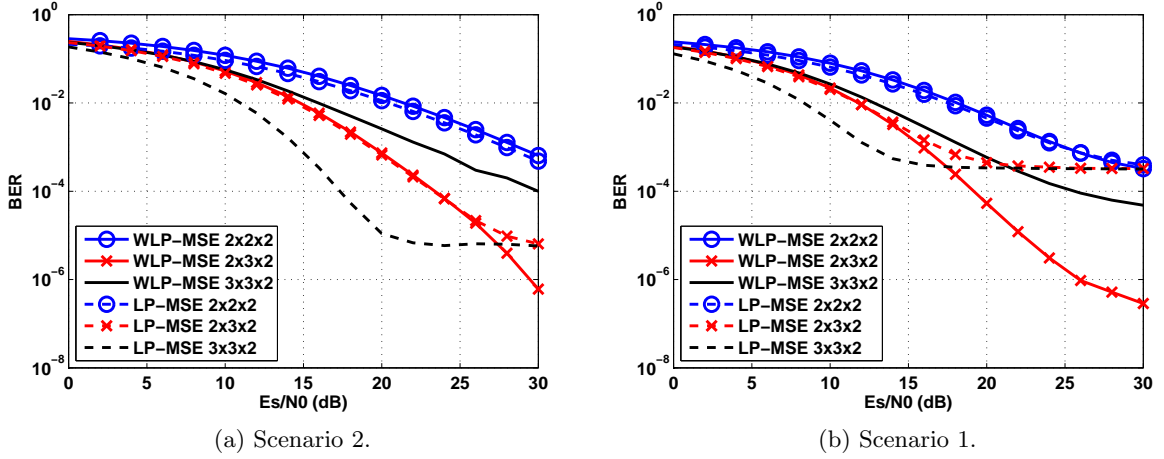 10^0
10^-2
10^-4
10^-6
10^-8
BER
WLP-MSE 2x2x2
WLP-MSE 2x3x2
WLP-MSE 3x3x2
LP-MSE 2x2x2
LP-MSE 2x3x2
LP-MSE 3x3x2
0 5 10 15 20 25 30
Es/N0 (dB)
(a) Scenario 2.
10^0
10^-2
10^-4
10^-6
10^-8
BER
WLP-MSE 2x2x2
WLP-MSE 2x3x2
WLP-MSE 3x3x2
LP-MSE 2x2x2
LP-MSE 2x3x2
LP-MSE 3x3x2
0 5 10 15 20 25 30
Es/N0 (dB)
(b) Scenario 1.